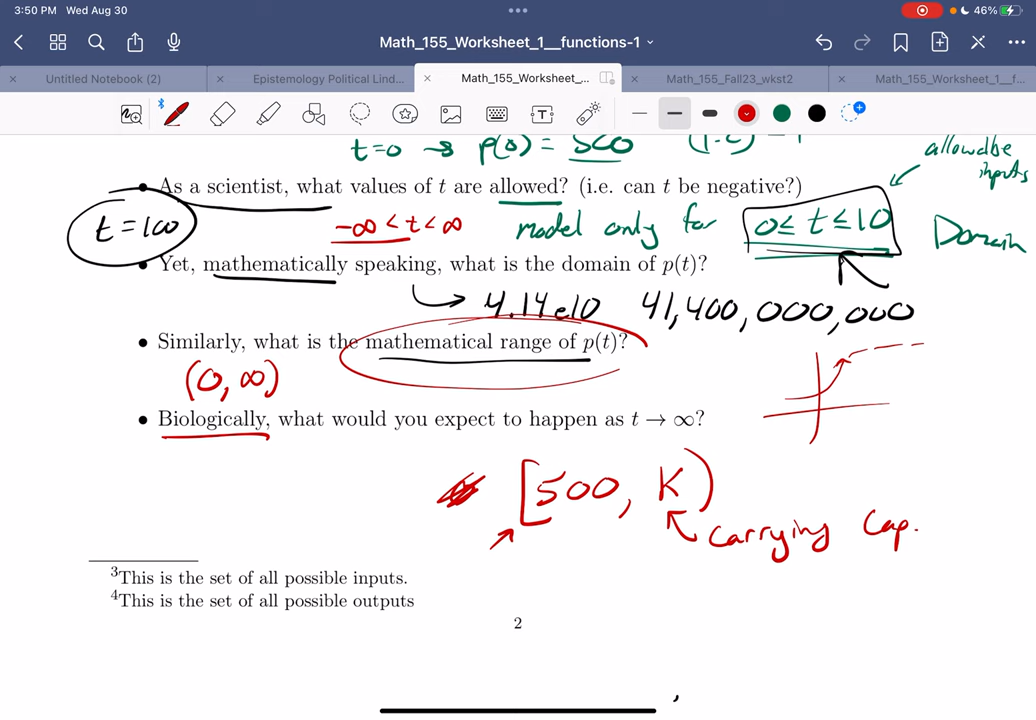 3:50 PM Wed Aug 30
46%
Math_155_Worksheet_1__functions-1
Untitled Notebook (2)
Epistemology Political Lind...
Math_155_Worksheet_...
Math_155_Fall23_wkst2
Math_155_Worksheet_1__f...
t=0 → p(0) = 500
allowable inputs
• As a scientist, what values of t are allowed? (i.e. can t be negative?)
t = 100
-∞ < t < ∞
model only for 0 ≤ t ≤ 10 Domain
• Yet, mathematically speaking, what is the domain of p(t)?
→ 4.14e10 41,400,000,000
• Similarly, what is the mathematical range of p(t)?
(0, ∞)
• Biologically, what would you expect to happen as t → ∞?
[500, K)
carrying cap.
³This is the set of all possible inputs.
⁴This is the set of all possible outputs
2